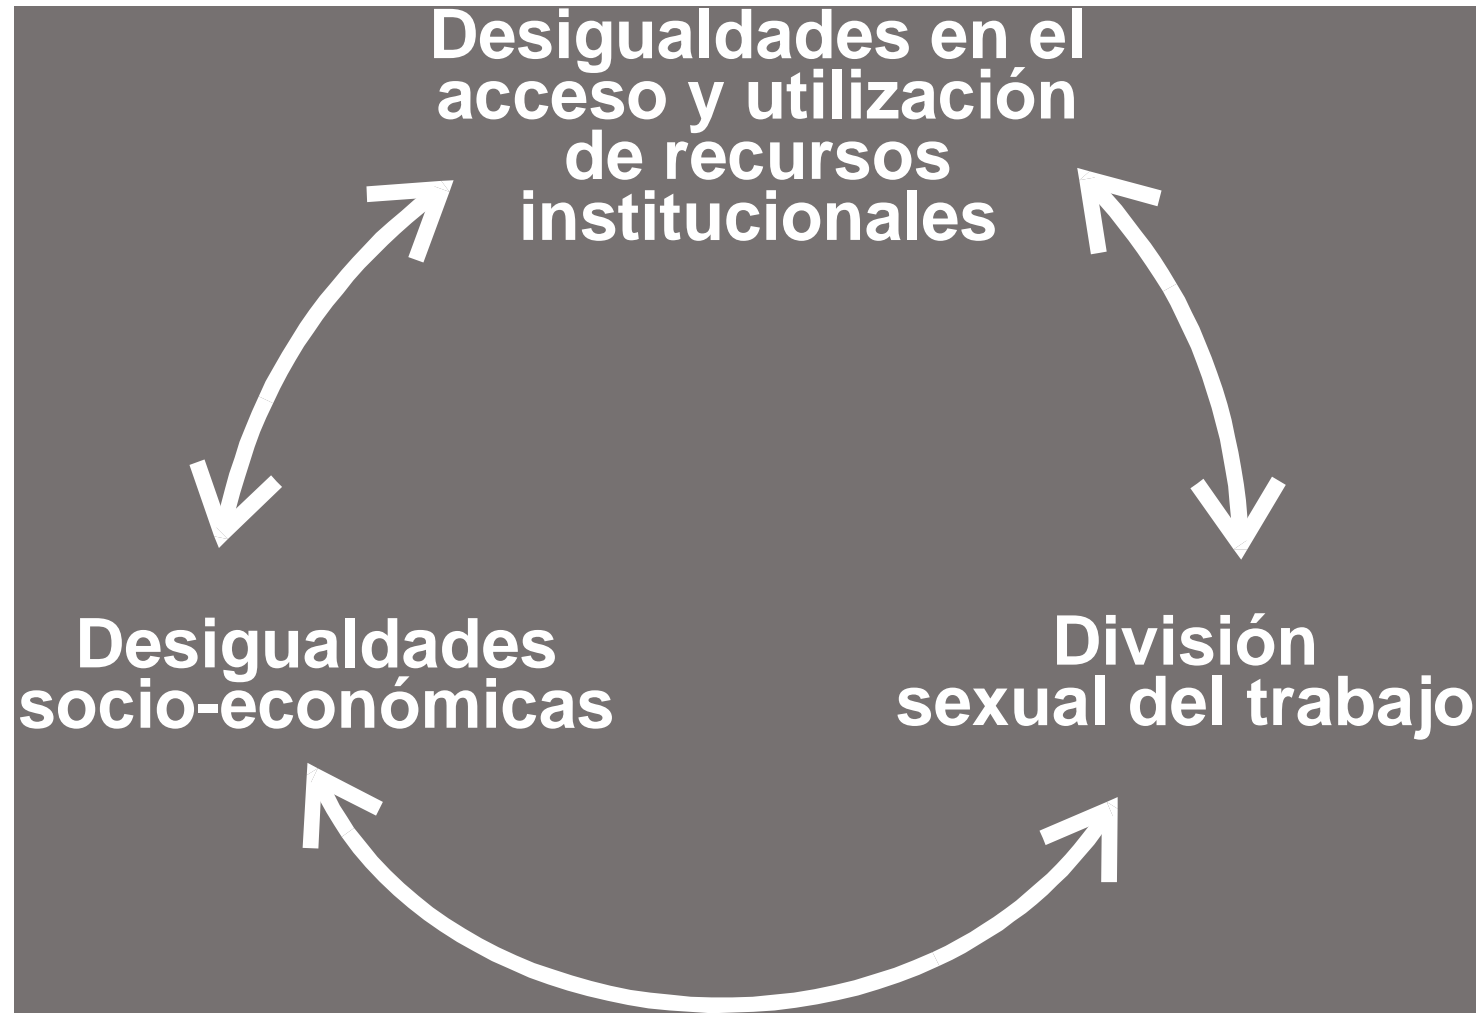 Desigualdades en el
acceso y utilización
de recursos
institucionales
Desigualdades
socio-económicas
División
sexual del trabajo